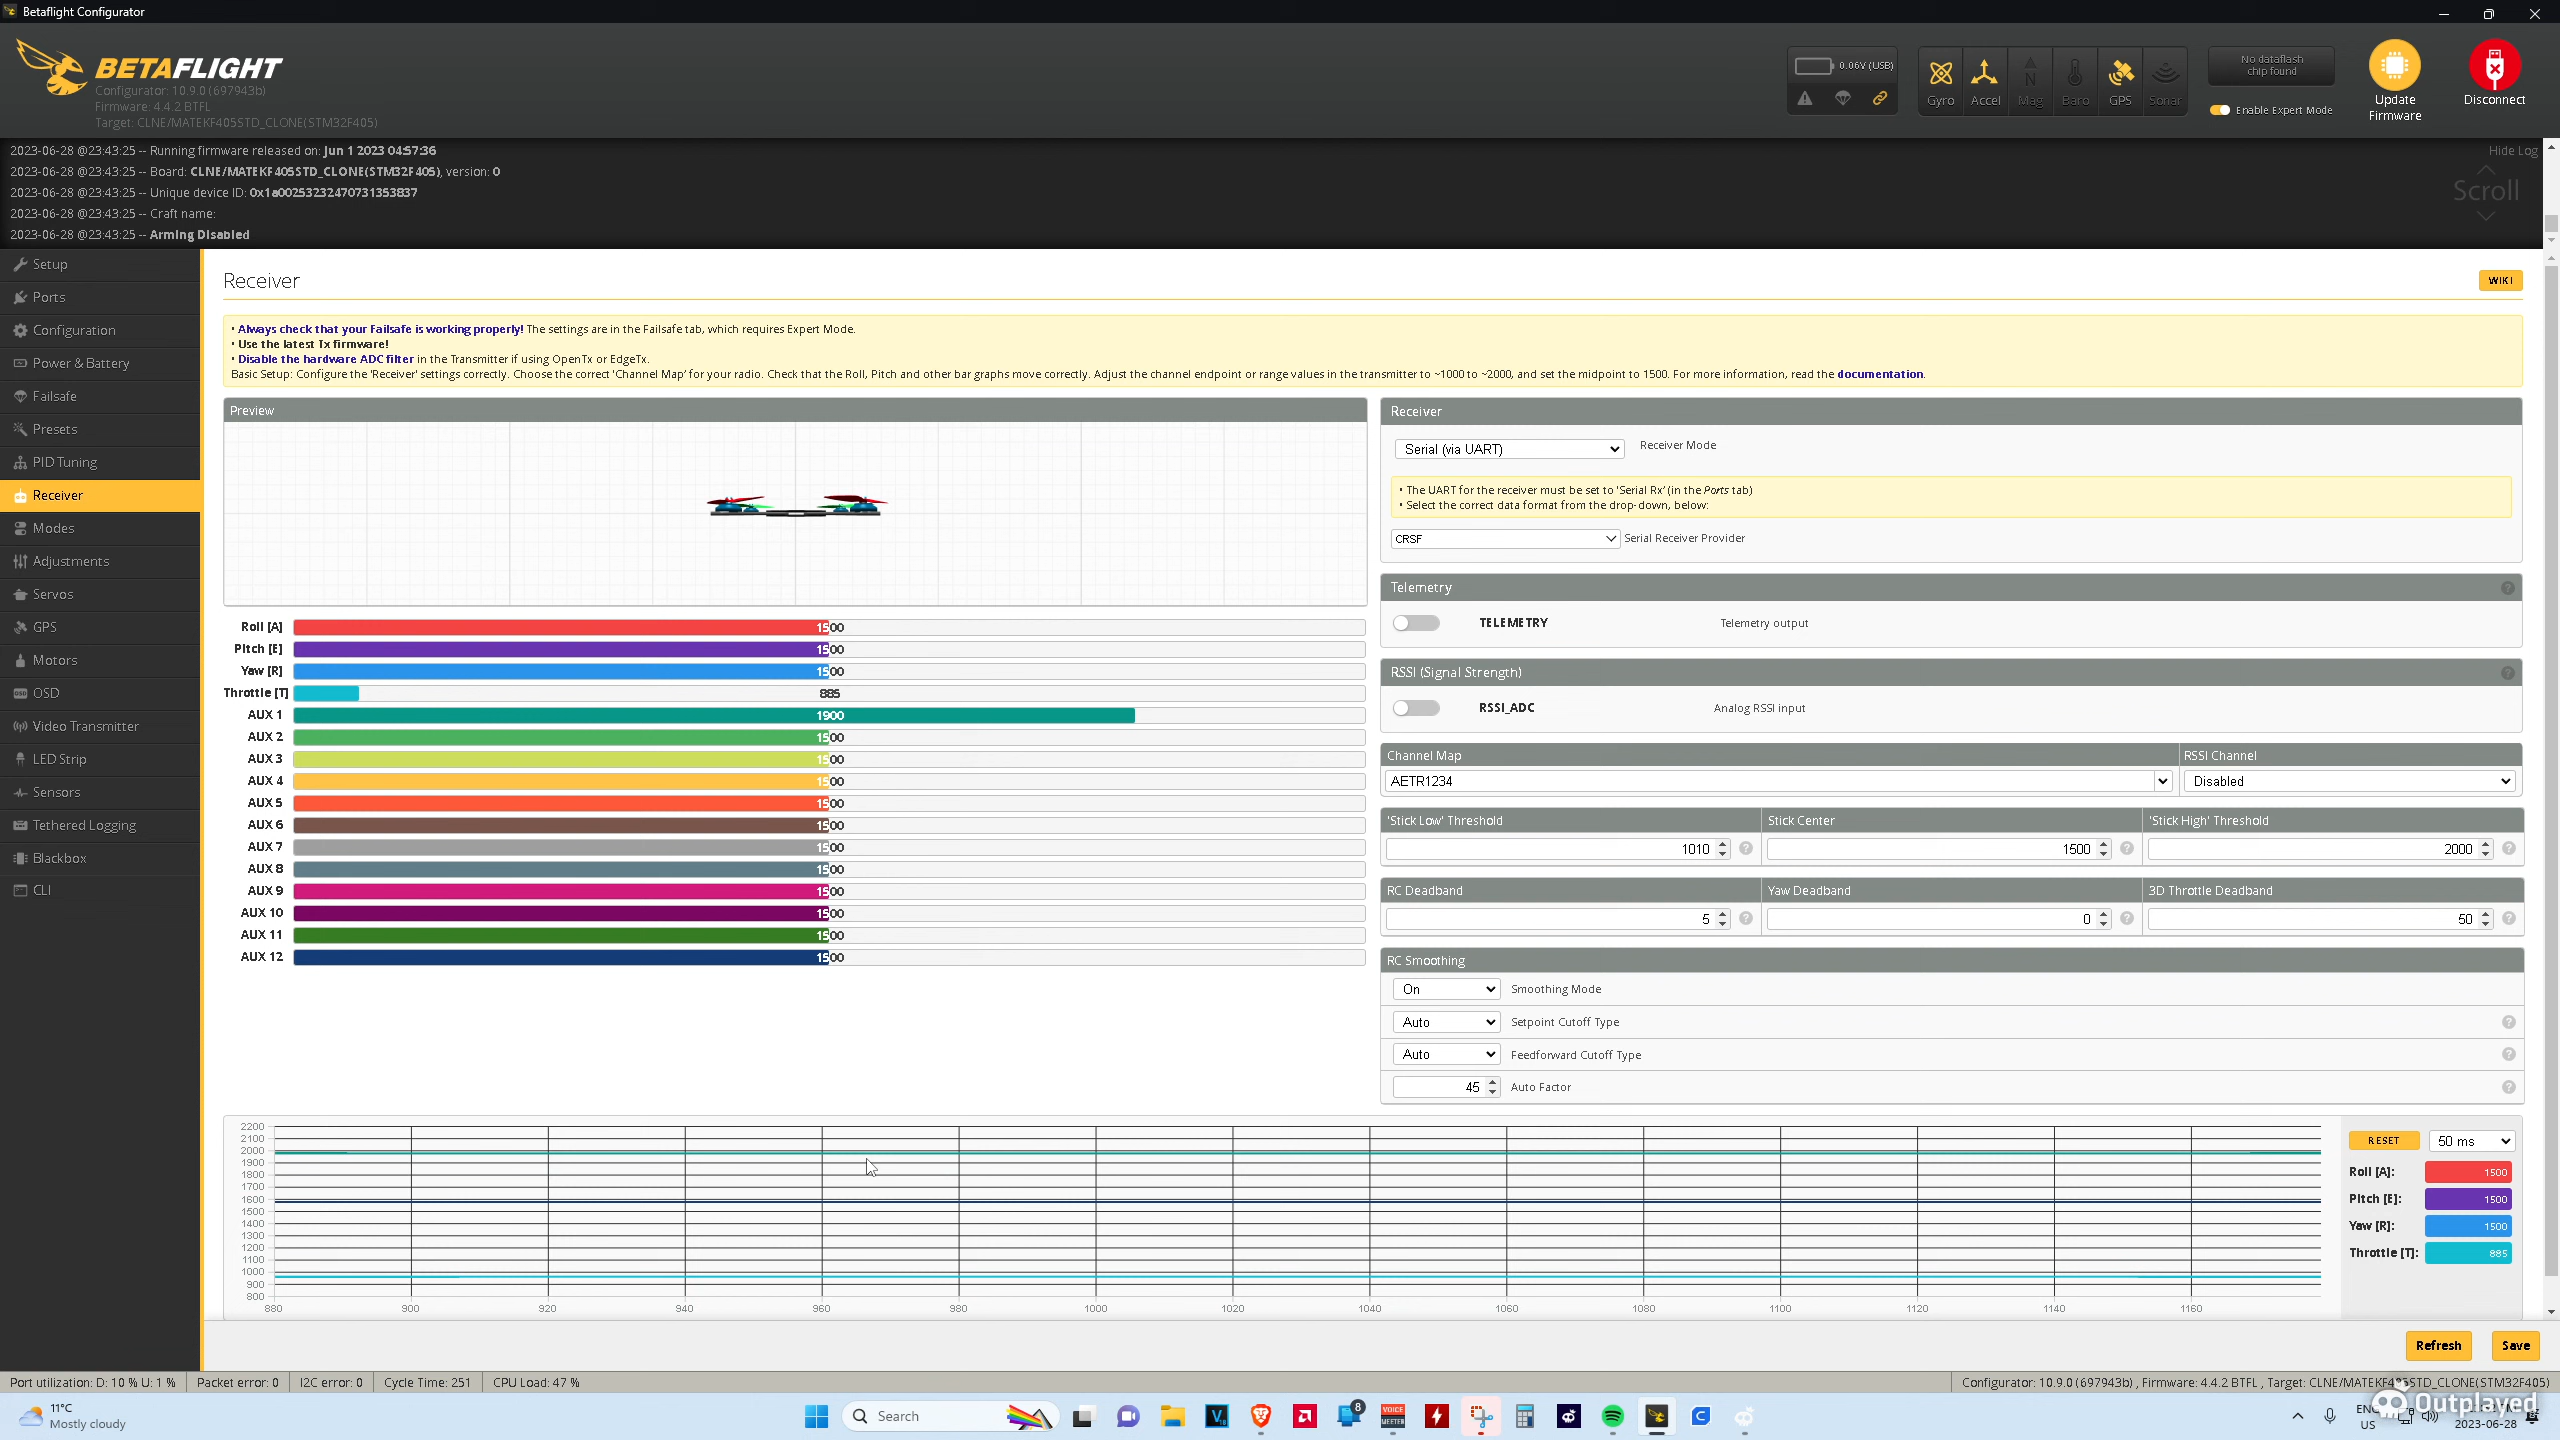 Betaflight Configurator
BETAFLIGHT
Configurator: 10.9.0 (697943b)
Firmware: 4.4.2 BTFL
Target: CLNE/MATEKF405STD_CLONE(STM32F405)
0.06V (USB)
Gyro Accel Mag Baro GPS Sonar
No dataflash
chip found
Enable Expert Mode
Update
Firmware
Disconnect
2023-06-28 @23:43:25 -- Running firmware released on: Jun 1 2023 04:57:36
2023-06-28 @23:43:25 -- Board: CLNE/MATEKF405STD_CLONE(STM32F405), version: 0
2023-06-28 @23:43:25 -- Unique device ID: 0x1a00253232470731353837
2023-06-28 @23:43:25 -- Craft name:
2023-06-28 @23:43:25 -- Arming Disabled
Hide Log
Scroll
Setup
Ports
Configuration
Power & Battery
Failsafe
Presets
PID Tuning
Receiver
Modes
Adjustments
Servos
GPS
Motors
OSD
Video Transmitter
LED Strip
Sensors
Tethered Logging
Blackbox
CLI
Receiver
WIKI
• Always check that your Failsafe is working properly! The settings are in the Failsafe tab, which requires Expert Mode.
• Use the latest Tx firmware!
• Disable the hardware ADC filter in the Transmitter if using OpenTx or EdgeTx.
Basic Setup: Configure the 'Receiver' settings correctly. Choose the correct 'Channel Map' for your radio. Check that the Roll, Pitch and other bar graphs move correctly. Adjust the channel endpoint or range values in the transmitter to ~1000 to ~2000, and set the midpoint to 1500. For more information, read the documentation.
Preview
Roll [A] 1500
Pitch [E] 1500
Yaw [R] 1500
Throttle [T] 885
AUX 1 1900
AUX 2 1500
AUX 3 1500
AUX 4 1500
AUX 5 1500
AUX 6 1500
AUX 7 1500
AUX 8 1500
AUX 9 1500
AUX 10 1500
AUX 11 1500
AUX 12 1500
Receiver
Serial (via UART) Receiver Mode
• The UART for the receiver must be set to 'Serial Rx' (in the Ports tab)
• Select the correct data format from the drop-down, below:
CRSF Serial Receiver Provider
Telemetry
TELEMETRY Telemetry output
RSSI (Signal Strength)
RSSI_ADC Analog RSSI input
Channel Map RSSI Channel
AETR1234 Disabled
'Stick Low' Threshold Stick Center 'Stick High' Threshold
1010 1500 2000
RC Deadband Yaw Deadband 3D Throttle Deadband
5 0 50
RC Smoothing
On Smoothing Mode
Auto Setpoint Cutoff Type
Auto Feedforward Cutoff Type
45 Auto Factor
2200
2100
2000
1900
1800
1700
1600
1500
1400
1300
1200
1100
1000
900
800
880 900 920 940 960 980 1000 1020 1040 1060 1080 1100 1120 1140 1160
RESET 50 ms
Roll [A]: 1500
Pitch [E]: 1500
Yaw [R]: 1500
Throttle [T]: 885
Refresh Save
Port utilization: D: 10 % U: 1 % Packet error: 0 I2C error: 0 Cycle Time: 251 CPU Load: 47 %
Configurator: 10.9.0 (697943b) , Firmware: 4.4.2 BTFL , Target: CLNE/MATEKF405STD_CLONE(STM32F405)
11°C
Mostly cloudy
Search
8
VOICE
MEETER
ENG
US
2023-06-28
Outplayed